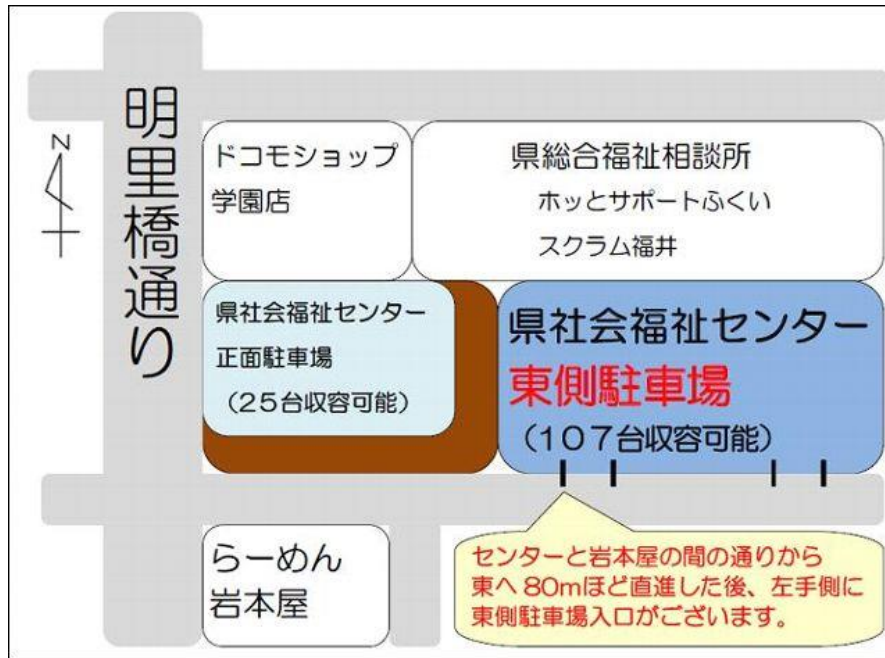 明里橋通り
N
ドコモショップ
学園店
県総合福祉相談所
ホッとサポートふくい
スクラム福井
県社会福祉センター
正面駐車場
（25台収容可能）
県社会福祉センター
東側駐車場
（107台収容可能）
らーめん
岩本屋
センターと岩本屋の間の通りから
東へ80mほど直進した後、左手側に
東側駐車場入口がございます。